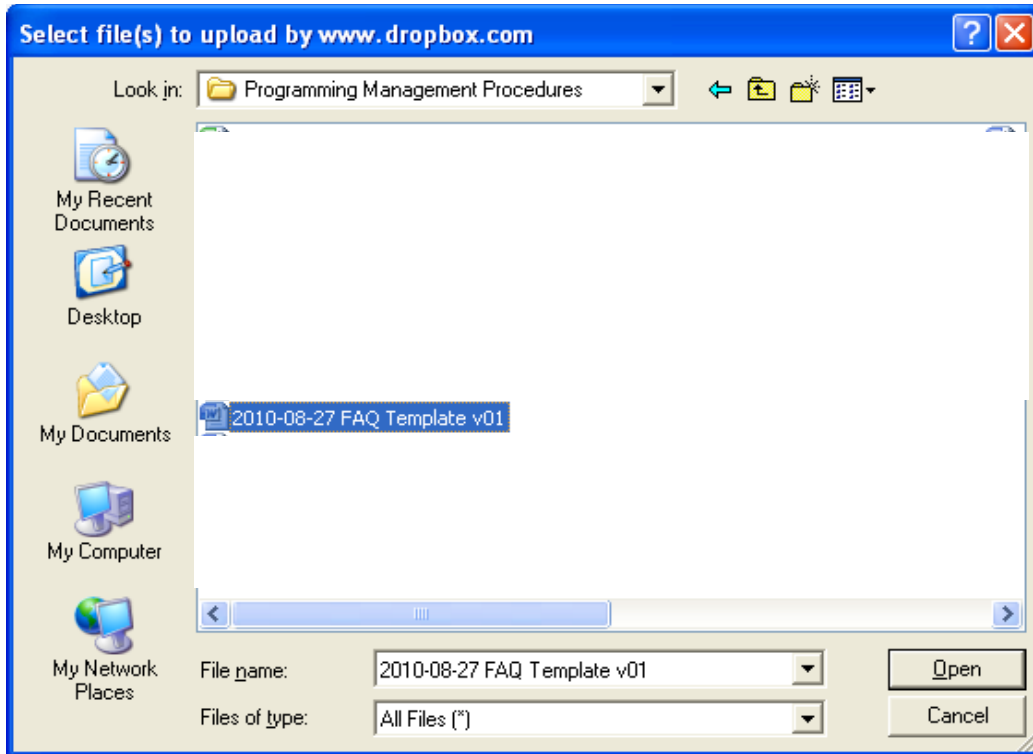 Select file(s) to upload by www.dropbox.com
Look in: Programming Management Procedures
My Recent
Documents
Desktop
My Documents
My Computer
My Network
Places
2010-08-27 FAQ Template v01
File name: 2010-08-27 FAQ Template v01 Open
Files of type: All Files (*) Cancel